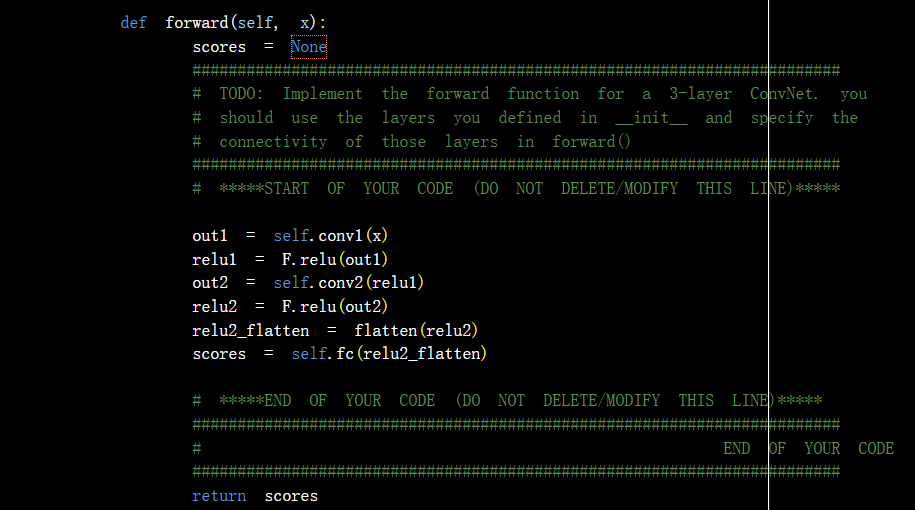 def forward(self, x):
scores = None
########################################################################
# TODO: Implement the forward function for a 3-layer ConvNet. you
# should use the layers you defined in __init__ and specify the
# connectivity of those layers in forward()
########################################################################
# *****START OF YOUR CODE (DO NOT DELETE/MODIFY THIS LINE)*****
out1 = self.conv1(x)
relu1 = F.relu(out1)
out2 = self.conv2(relu1)
relu2 = F.relu(out2)
relu2_flatten = flatten(relu2)
scores = self.fc(relu2_flatten)
# *****END OF YOUR CODE (DO NOT DELETE/MODIFY THIS LINE)*****
########################################################################
# END OF YOUR CODE
########################################################################
return scores